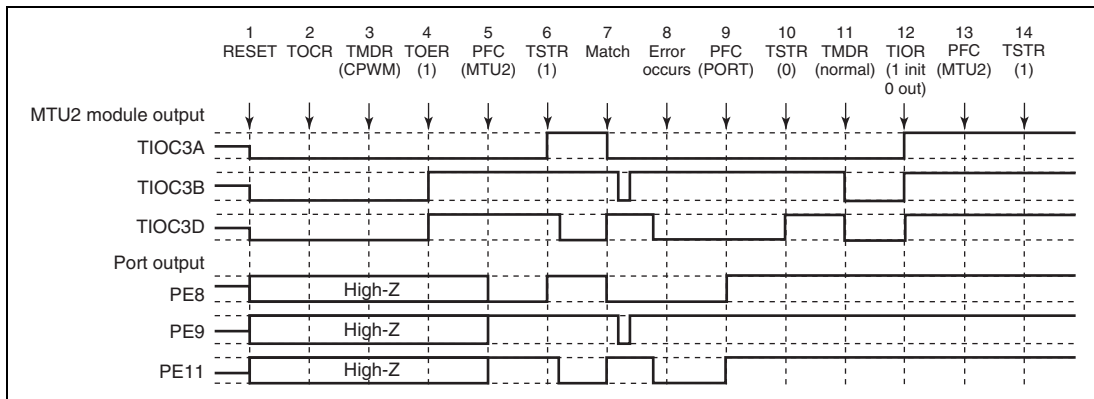 1 2 3 4 5 6 7 8 9 10 11 12 13 14
RESET TOCR TMDR TOER PFC TSTR Match Error PFC TSTR TMDR TIOR PFC TSTR
(CPWM) (1) (MTU2) (1) occurs (PORT) (0) (normal) (1 init (MTU2) (1)
0 out)
MTU2 module output
TIOC3A
TIOC3B
TIOC3D
Port output
PE8 High-Z
PE9 High-Z
PE11 High-Z